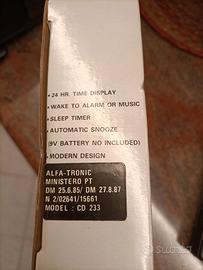 • 24 HR. TIME DISPLAY
• WAKE TO ALARM OR MUSIC
• SLEEP TIMER
• AUTOMATIC SNOOZE
(9V BATTERY NO INCLUDED)
• MODERN DESIGN
ALFA-TRONIC
MINISTERO PT
DM 25.6.85/ DM 27.8.87
N 2/02641/15661
MODEL : CD 233
subito